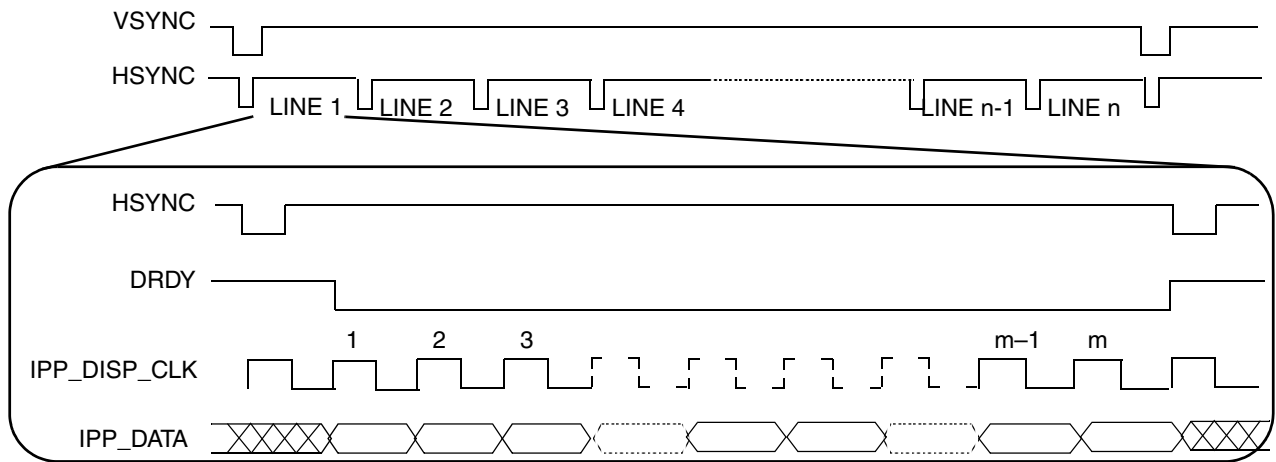 VSYNC
HSYNC
LINE 1 LINE 2 LINE 3 LINE 4 LINE n-1 LINE n
HSYNC
DRDY
1 2 3 m–1 m
IPP_DISP_CLK
IPP_DATA